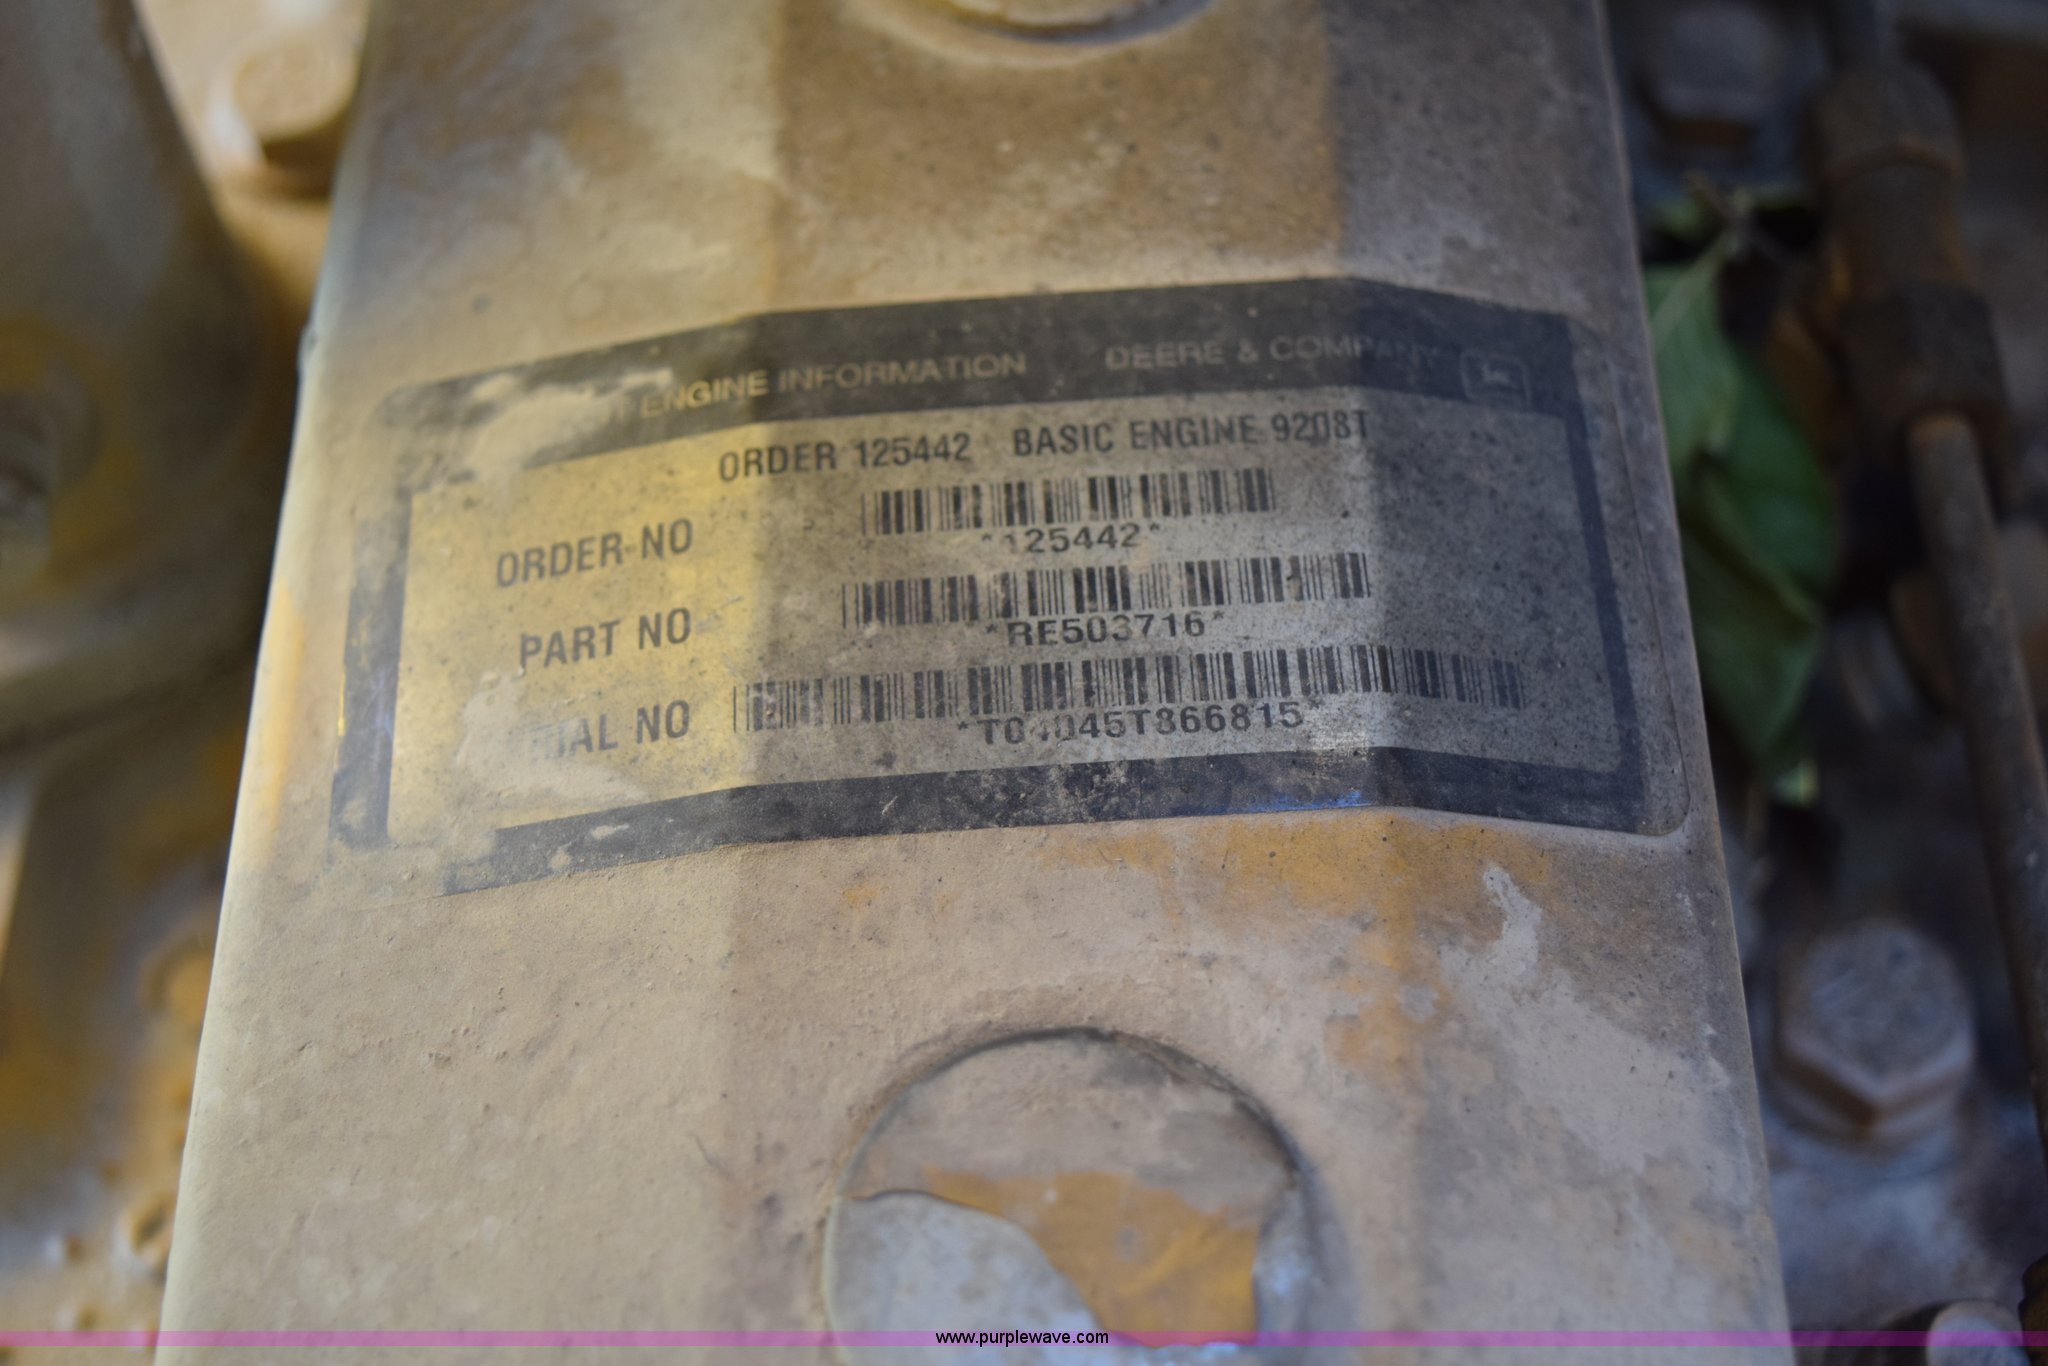 ENGINE INFORMATION DEERE & COMPANY
ORDER 125442 BASIC ENGINE 9208T
ORDER NO
*125442*
PART NO
*RE503716*
NO
*T04045T866815*
www.purplewave.com